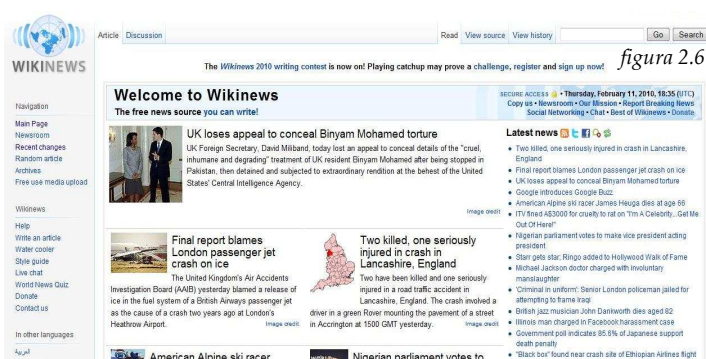 Article Discussion
Read View source View history
Go Search
figura 2.6
WIKINEWS
The Wikinews 2010 writing contest is now on! Playing catchup may prove a challenge, register and sign up now!
Welcome to Wikinews
The free news source you can write!
SECURE ACCESS • Thursday, February 11, 2010, 18:35 (UTC)
Copy us • Newsroom • Our Mission • Report Breaking News
Social Networking • Chat • Best of Wikinews • Donate
Navigation
Main Page
Newsroom
Recent changes
Random article
Archives
Free use media upload
Wikinews
Help
Write an article
Water cooler
Style guide
Live chat
World News Quiz
Donate
Contact us
In other languages
العربية
UK loses appeal to conceal Binyam Mohamed torture
UK Foreign Secretary, David Miliband, today lost an appeal to conceal details of the "cruel,
inhumane and degrading" treatment of UK resident Binyam Mohamed after being stopped in
Pakistan, then detained and subjected to extraordinary rendition at the behest of the United
States' Central Intelligence Agency.
Image credit
Final report blames
London passenger jet
crash on ice
The United Kingdom's Air Accidents
Investigation Board (AAIB) yesterday blamed a release of
ice in the fuel system of a British Airways passenger jet
as the cause of a crash two years ago at London's
Heathrow Airport.
Image credit
Two killed, one seriously
injured in crash in
Lancashire, England
Two have been killed and one seriously
injured in a road traffic accident in
Lancashire, England. The crash involved a
driver in a green Rover mounting the pavement of a street
in Accrington at 1500 GMT yesterday.
Image credit
American Alpine ski racer
Nigerian parliament votes to
Latest news
• Two killed, one seriously injured in crash in Lancashire,
England
• Final report blames London passenger jet crash on ice
• UK loses appeal to conceal Binyam Mohamed torture
• Google introduces Google Buzz
• American Alpine ski racer James Heuga dies at age 66
• ITV fined A$3000 for cruelty to rat on "I'm A Celebrity...Get Me
Out Of Here!"
• Nigerian parliament votes to make vice president acting
president
• Starr gets star; Ringo added to Hollywood Walk of Fame
• Michael Jackson doctor charged with involuntary
manslaughter
• 'Criminal in uniform': Senior London policeman jailed for
attempting to frame Iraqi
• British jazz musician John Dankworth dies aged 82
• Illinois man charged in Facebook harassment case
• Government poll indicates 85.6% of Japanese support
death penalty
• "Black box" found near crash site of Ethiopian Airlines flight